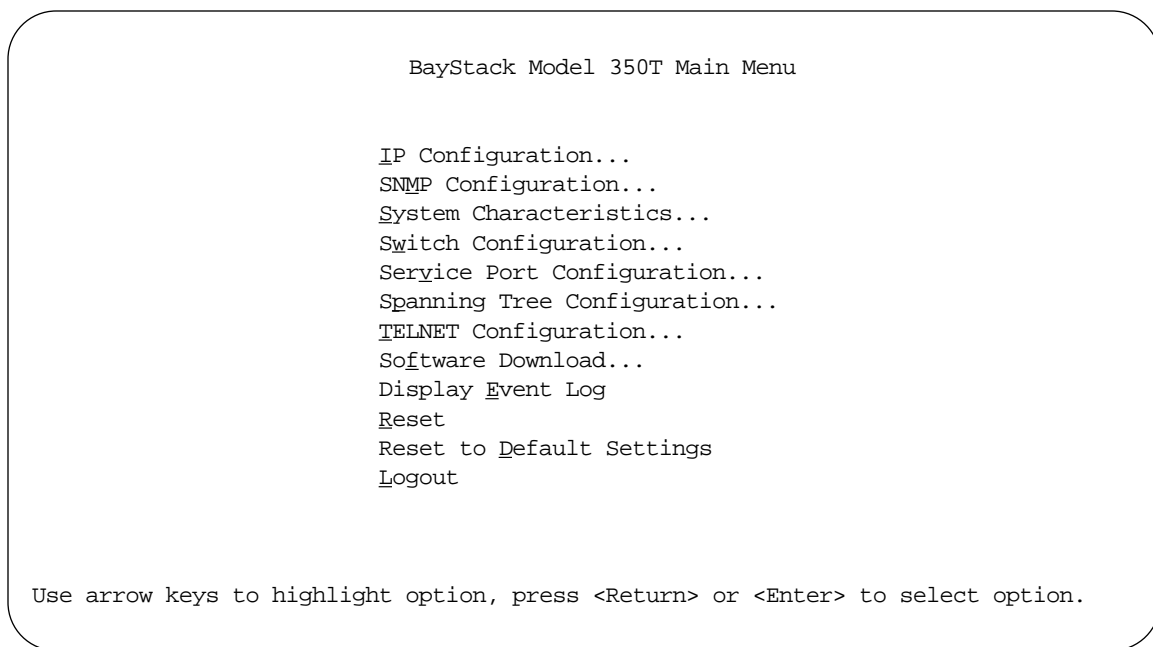 BayStack Model 350T Main Menu
IP Configuration...
SNMP Configuration...
System Characteristics...
Switch Configuration...
Service Port Configuration...
Spanning Tree Configuration...
TELNET Configuration...
Software Download...
Display Event Log
Reset
Reset to Default Settings
Logout
Use arrow keys to highlight option, press <Return> or <Enter> to select option.